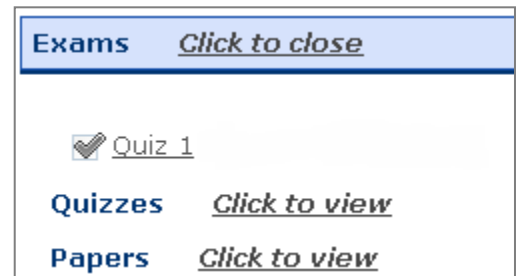 Exams Click to close
Quiz 1
Quizzes Click to view
Papers Click to view